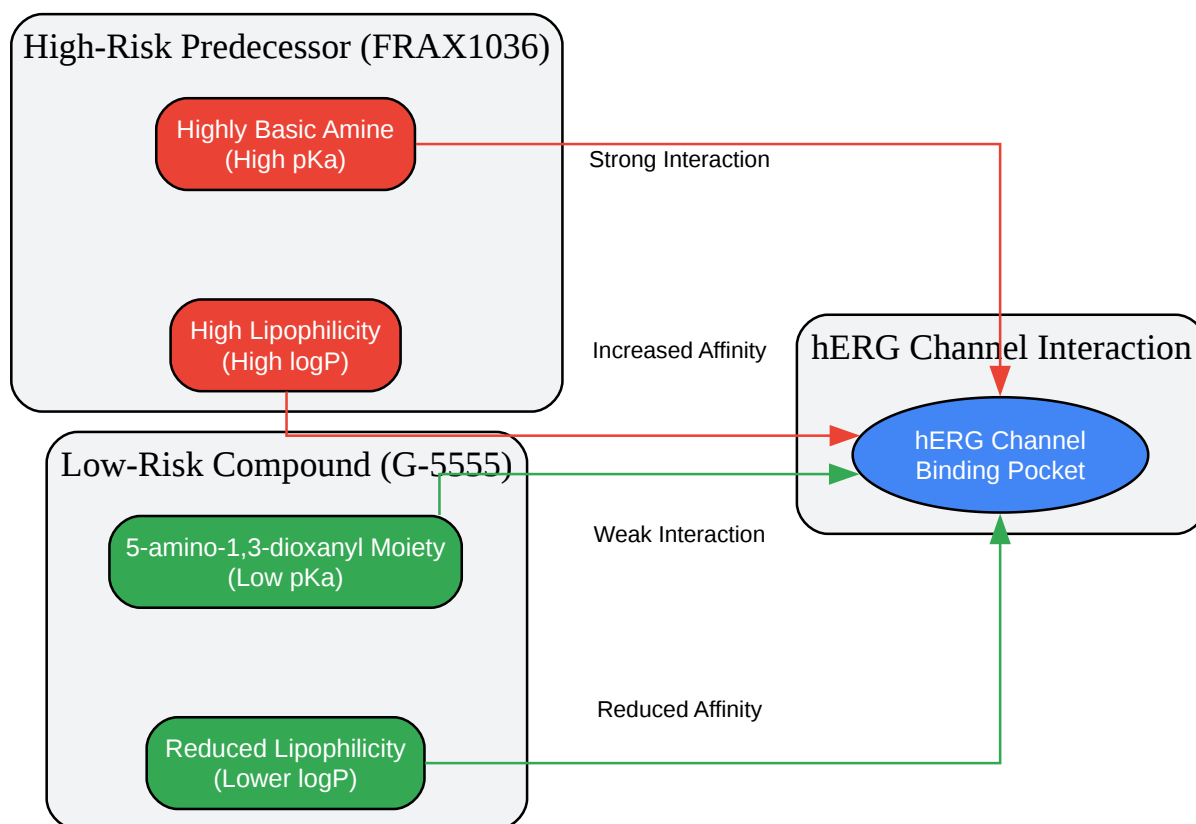 High-Risk Predecessor (FRAX1036)
Highly Basic Amine
(High pKa)
Strong Interaction
High Lipophilicity
(High logP)
Increased Affinity
hERG Channel Interaction
hERG Channel
Binding Pocket
Low-Risk Compound (G-5555)
5-amino-1,3-dioxanyl Moiety
(Low pKa)
Weak Interaction
Reduced Lipophilicity
(Lower logP)
Reduced Affinity